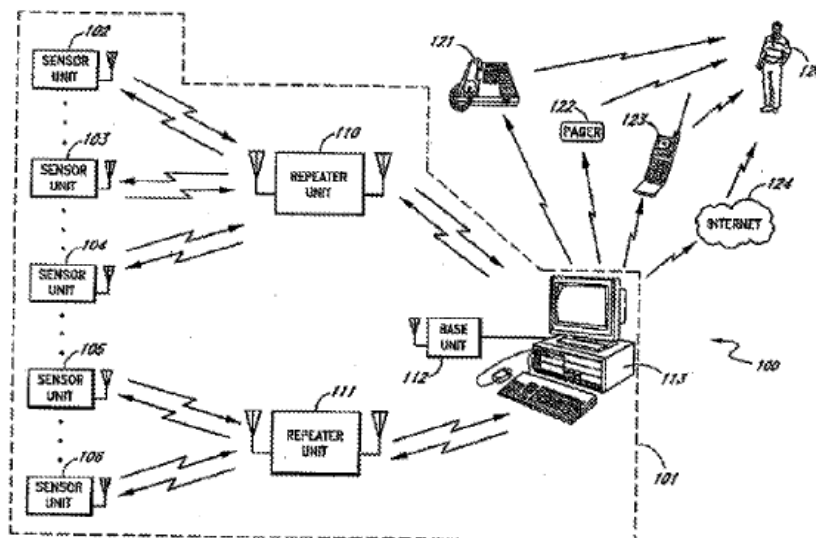 102
SENSOR
UNIT
103
SENSOR
UNIT
104
SENSOR
UNIT
105
SENSOR
UNIT
106
SENSOR
UNIT
110
REPEATER
UNIT
111
REPEATER
UNIT
BASE
UNIT
112
113
121
122
PAGER
123
124
INTERNET
100
101